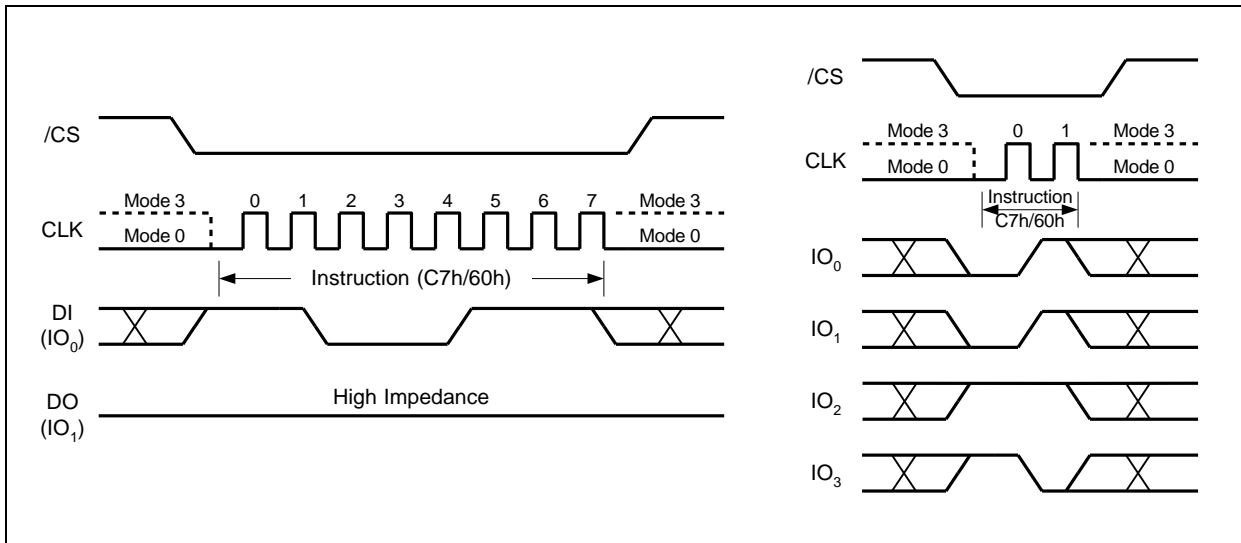 /CS
Mode 3
0 1 2 3 4 5 6 7
Mode 3
CLK
Mode 0
Mode 0
Instruction (C7h/60h)
DI
(IO0)
DO
(IO1)
High Impedance
/CS
Mode 3
0 1
Mode 3
CLK
Mode 0
Mode 0
Instruction
C7h/60h
IO0
IO1
IO2
IO3